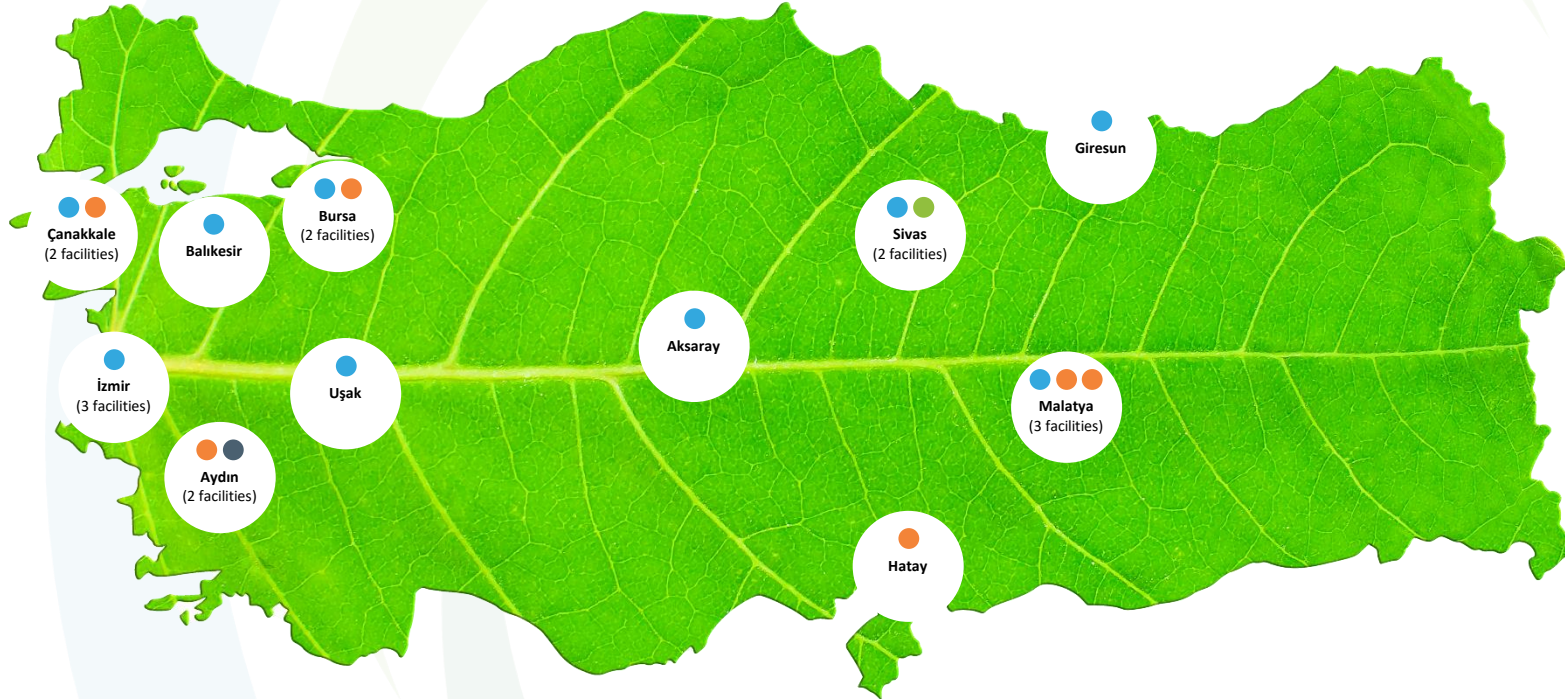 Giresun
Bursa
(2 facilities)
Çanakkale
(2 facilities)
Balıkesir
Sivas
(2 facilities)
Aksaray
İzmir
(3 facilities)
Uşak
Malatya
(3 facilities)
Aydın
(2 facilities)
Hatay